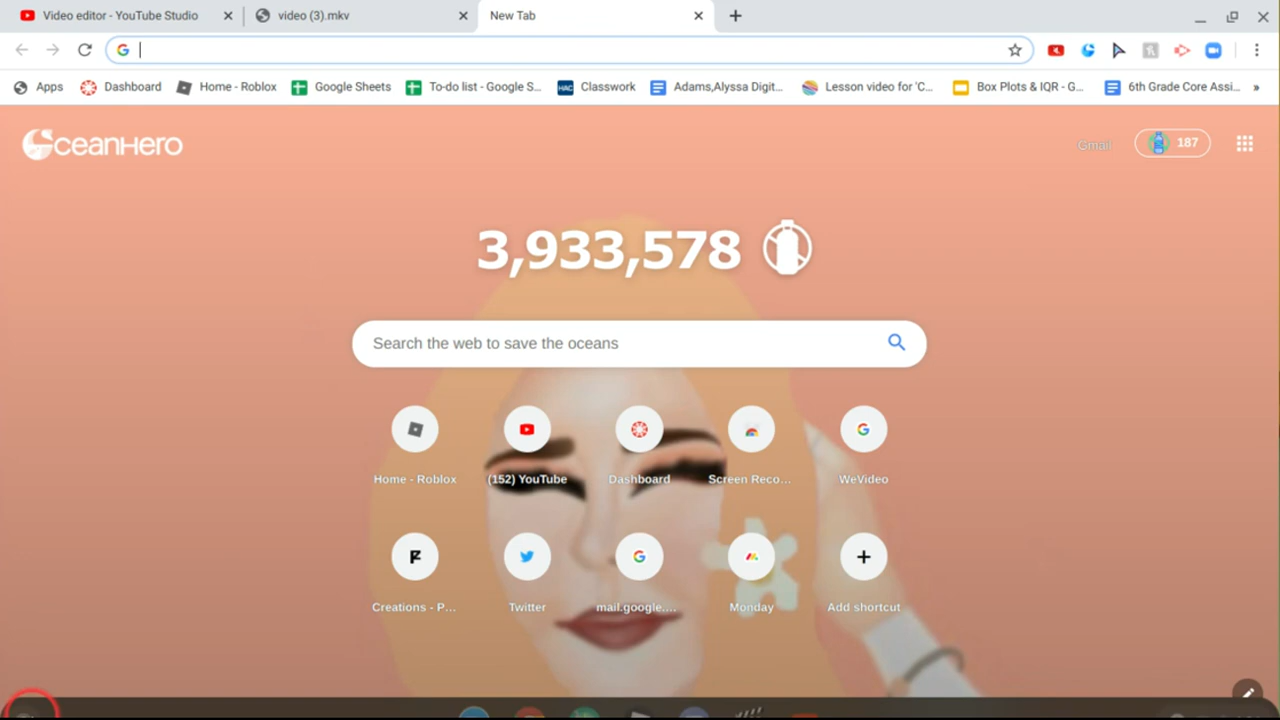 Video editor - YouTube Studio
video (3).mkv
New Tab
Apps
Dashboard
Home - Roblox
Google Sheets
To-do list - Google S...
HAC Classwork
Adams,Alyssa Digit...
Lesson video for 'C...
Box Plots & IQR - G...
6th Grade Core Assi...
»
OceanHero
Gmail
187
3,933,578
Search the web to save the oceans
Home - Roblox
(152) YouTube
Dashboard
Screen Reco...
WeVideo
Creations - P...
Twitter
mail.google....
Monday
Add shortcut